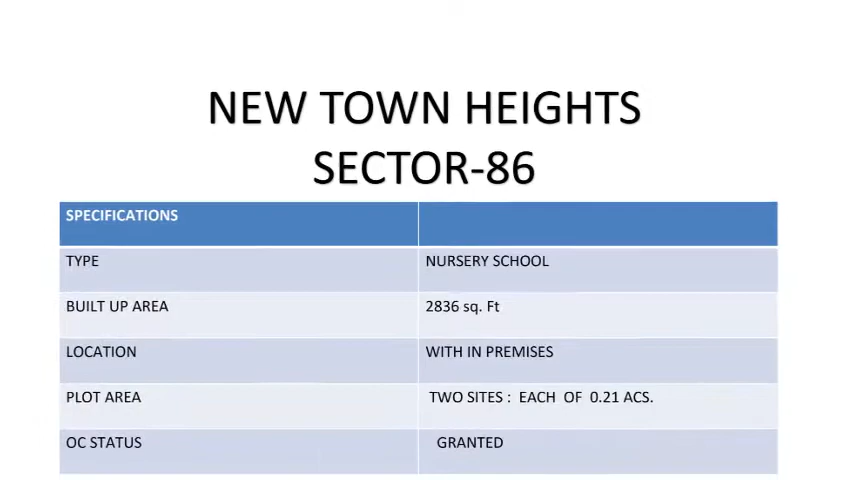 NEW TOWN HEIGHTS
SECTOR-86
SPECIFICATIONS
TYPE NURSERY SCHOOL
BUILT UP AREA 2836 sq. Ft
LOCATION WITH IN PREMISES
PLOT AREA TWO SITES : EACH OF 0.21 ACS.
OC STATUS GRANTED